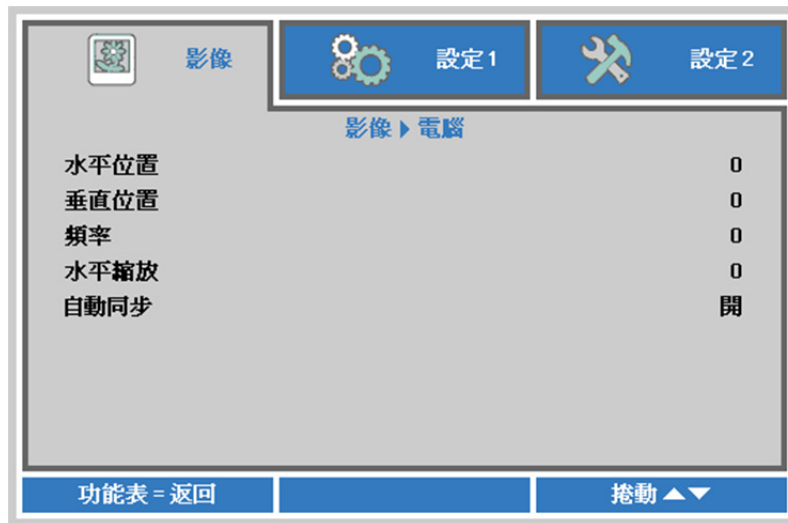 影像 設定1 設定2
影像 ▶ 電腦
水平位置 0
垂直位置 0
頻率 0
水平縮放 0
自動同步 開
功能表 = 返回 捲動 ▲▼